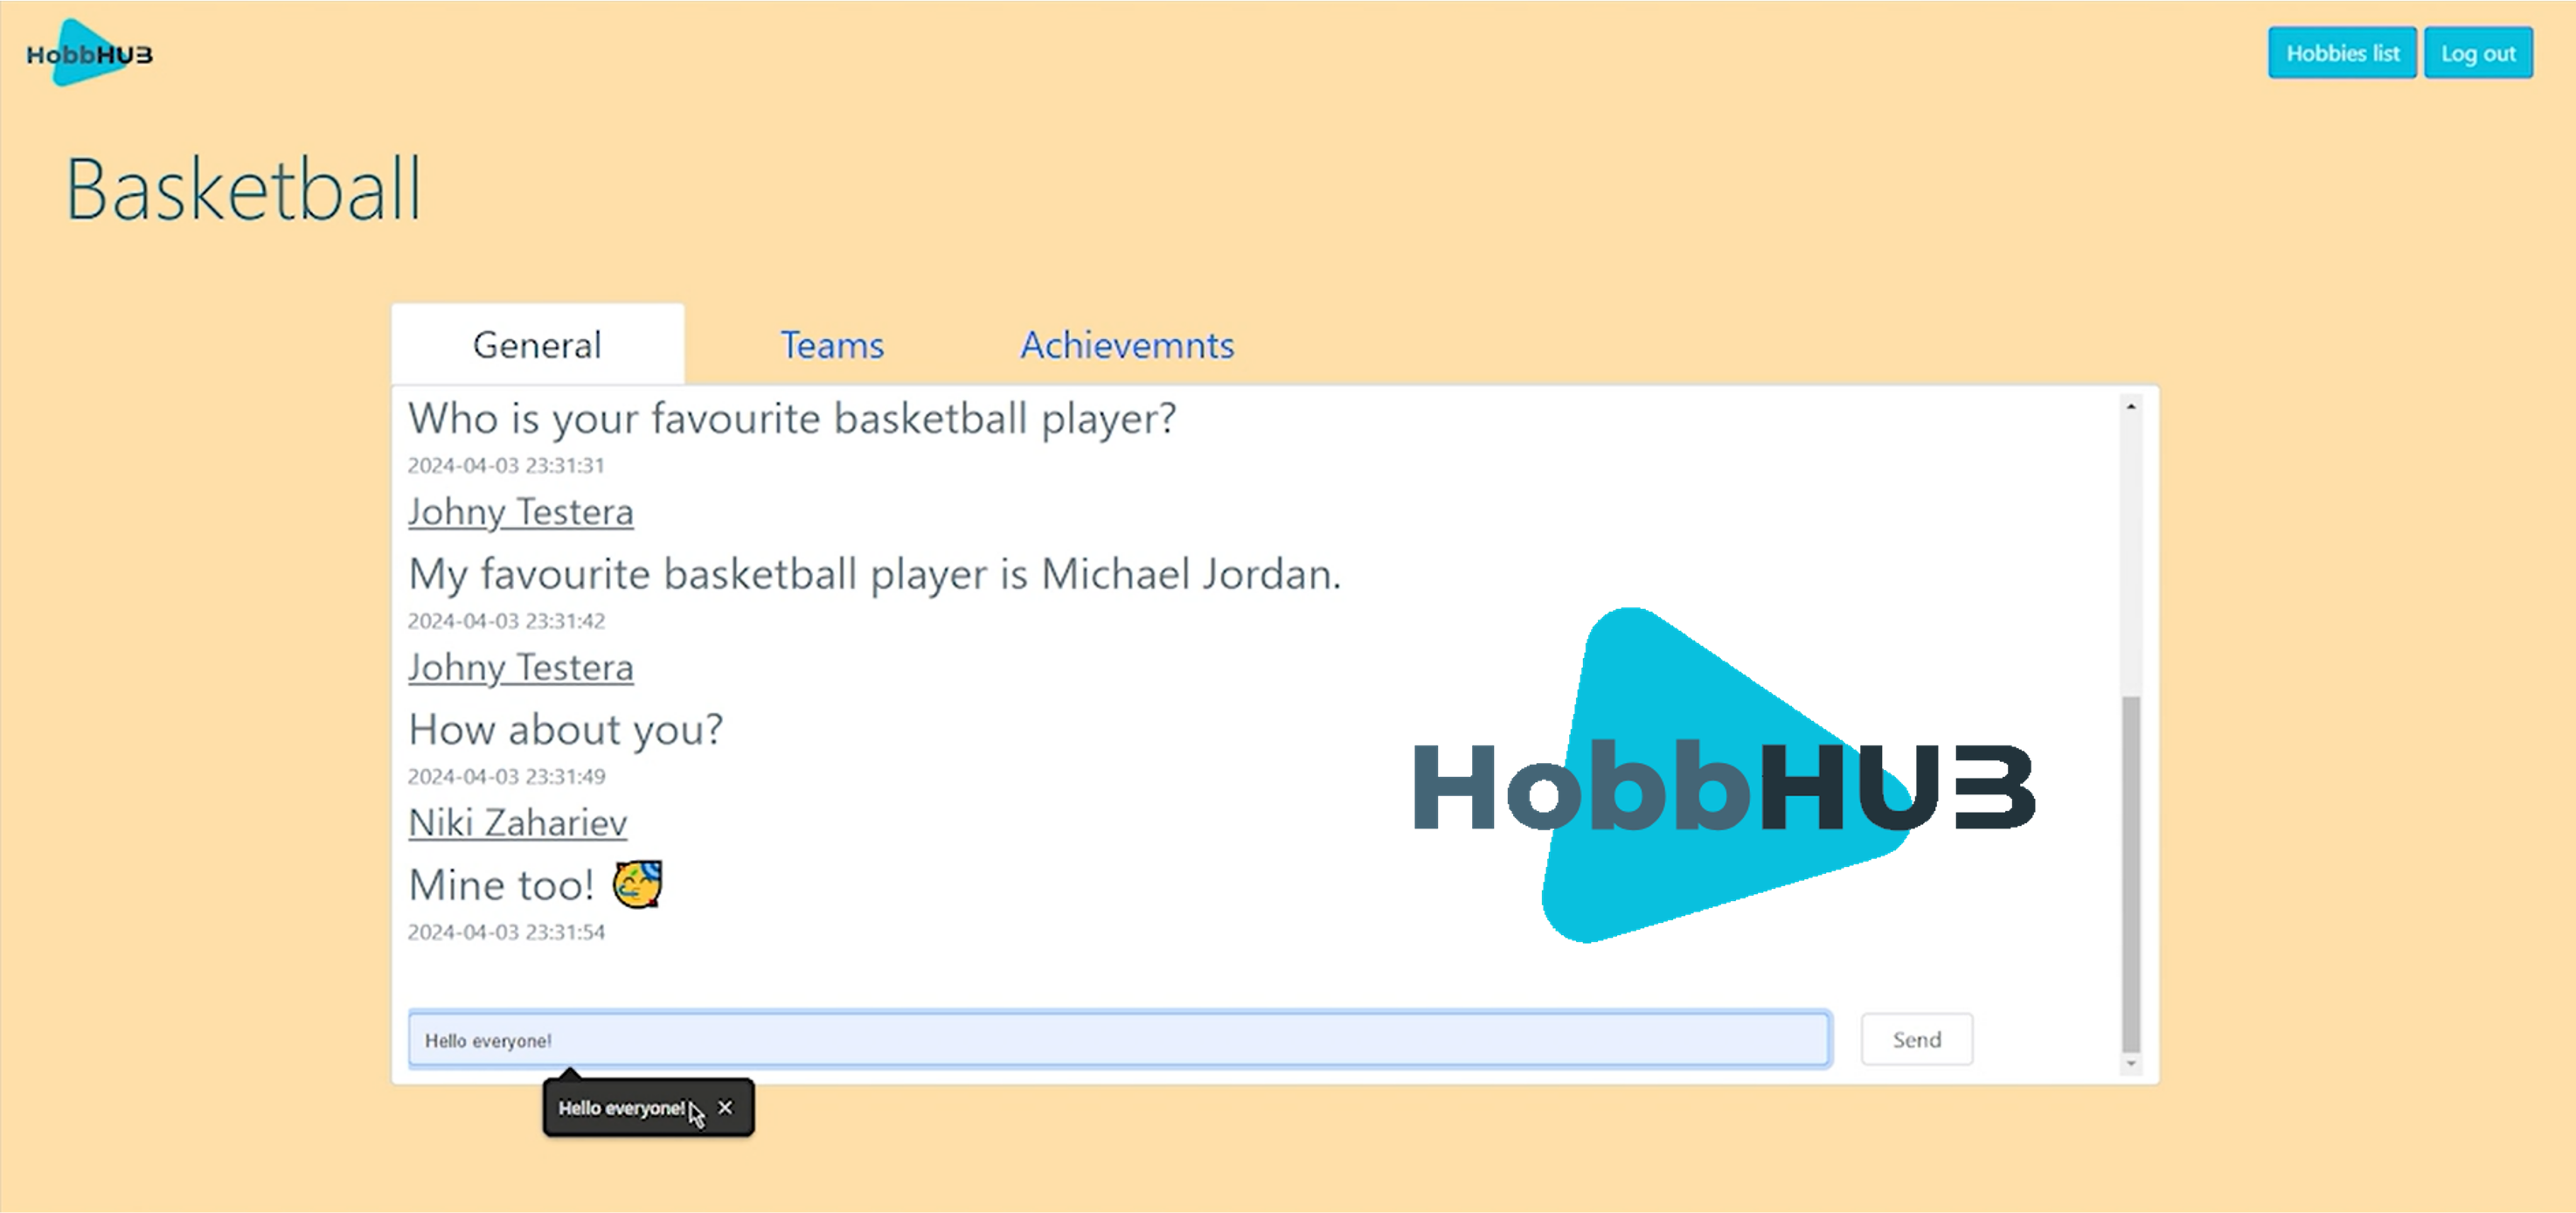 HobbHUB
Hobbies list
Log out
Basketball
General
Teams
Achievemnts
Who is your favourite basketball player?
2024-04-03 23:31:31
Johny Testera
My favourite basketball player is Michael Jordan.
2024-04-03 23:31:42
Johny Testera
How about you?
2024-04-03 23:31:49
Niki Zahariev
Mine too! 🥳
2024-04-03 23:31:54
HobbHUB
Hello everyone!
Send
Hello everyone!